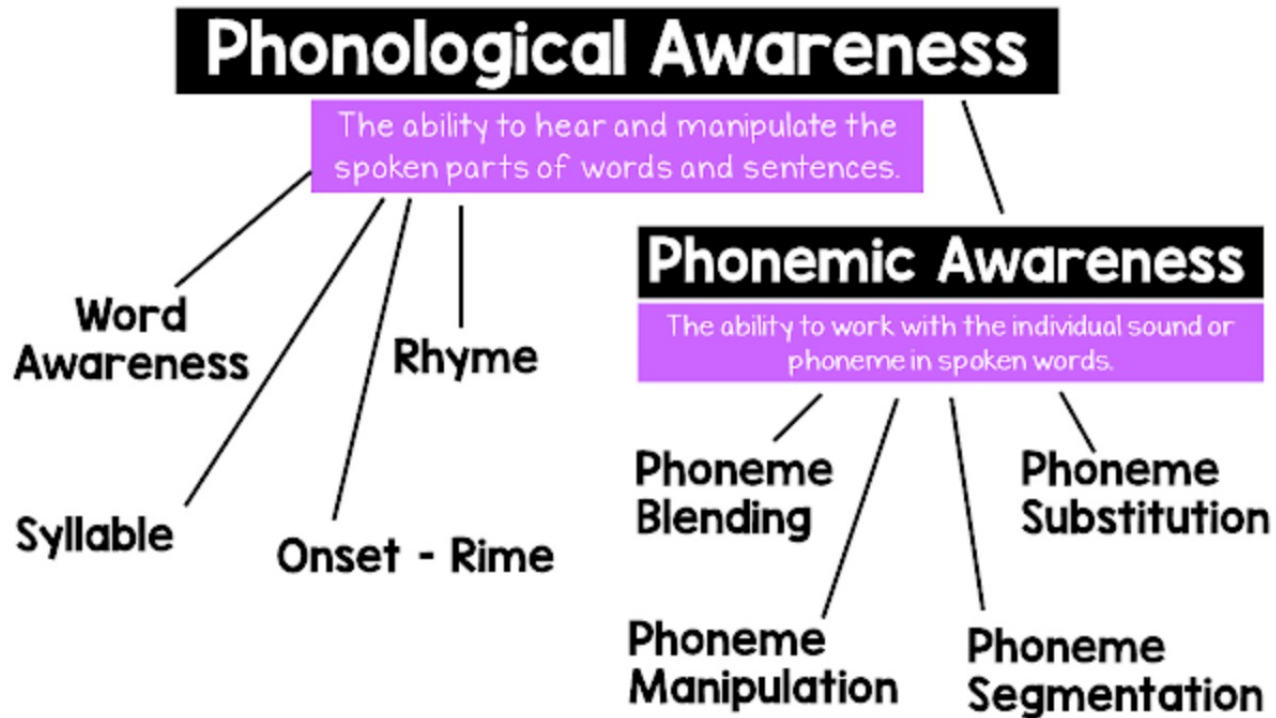 Phonological Awareness
The ability to hear and manipulate the
spoken parts of words and sentences.
Phonemic Awareness
The ability to work with the individual sound or
phoneme in spoken words.
Word
Awareness
Rhyme
Syllable
Onset - Rime
Phoneme
Blending
Phoneme
Substitution
Phoneme
Manipulation
Phoneme
Segmentation